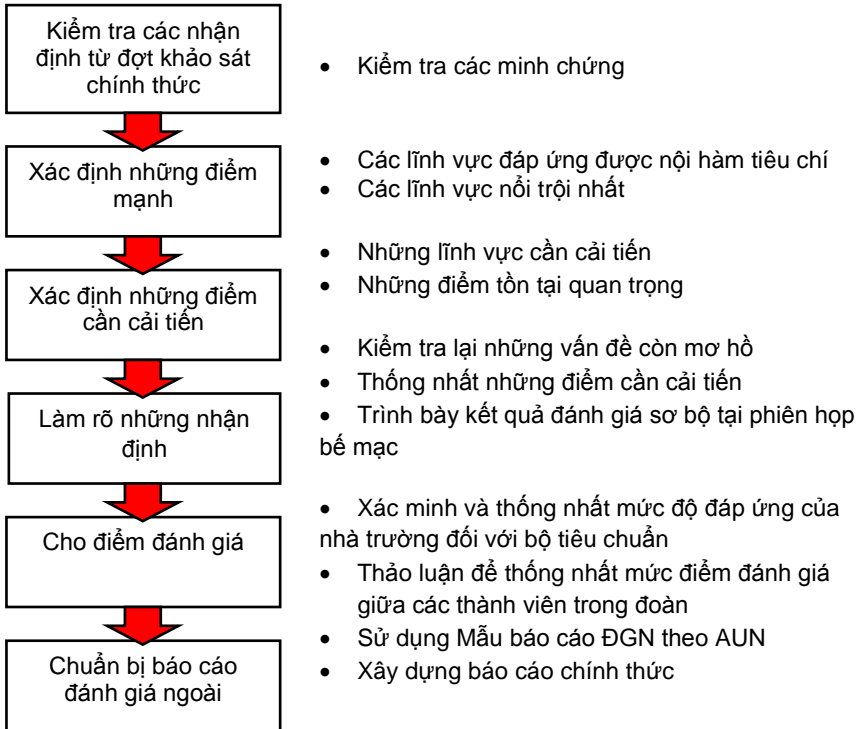 Kiểm tra các nhận
định từ đợt khảo sát
chính thức
• Kiểm tra các minh chứng
Xác định những điểm
mạnh
• Các lĩnh vực đáp ứng được nội hàm tiêu chí
• Các lĩnh vực nổi trội nhất
Xác định những điểm
cần cải tiến
• Những lĩnh vực cần cải tiến
• Những điểm tồn tại quan trọng
Làm rõ những nhận
định
• Kiểm tra lại những vấn đề còn mơ hồ
• Thống nhất những điểm cần cải tiến
• Trình bày kết quả đánh giá sơ bộ tại phiên họp
bế mạc
Cho điểm đánh giá
• Xác minh và thống nhất mức độ đáp ứng của
nhà trường đối với bộ tiêu chuẩn
• Thảo luận để thống nhất mức điểm đánh giá
giữa các thành viên trong đoàn
Chuẩn bị báo cáo
đánh giá ngoài
• Sử dụng Mẫu báo cáo ĐGN theo AUN
• Xây dựng báo cáo chính thức